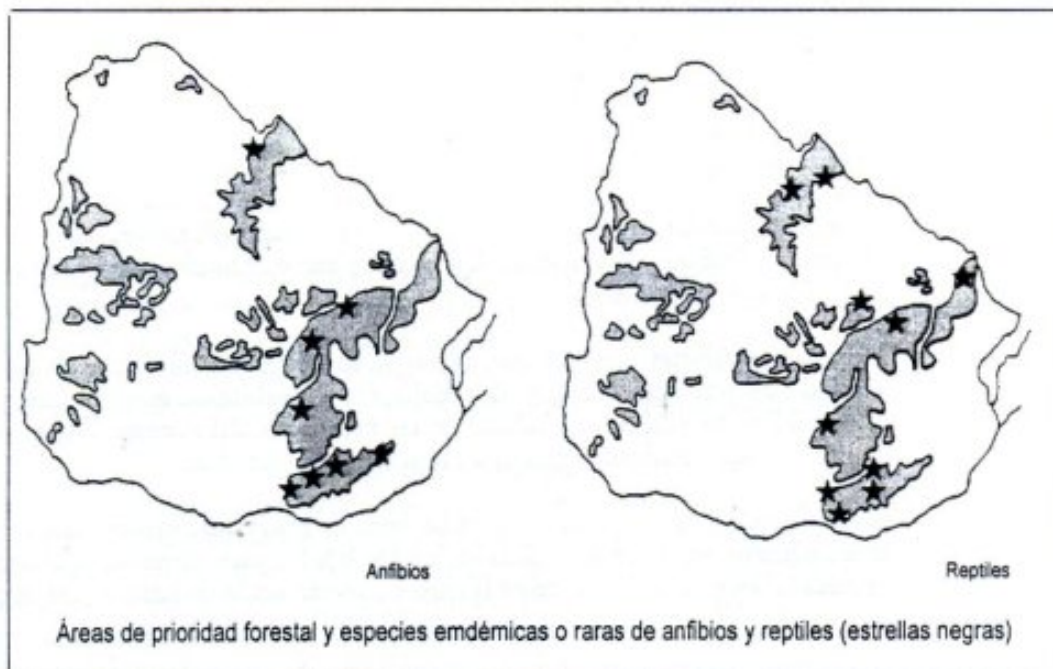 Anfibios
Reptiles
Áreas de prioridad forestal y especies emdémicas o raras de anfibios y reptiles (estrellas negras)